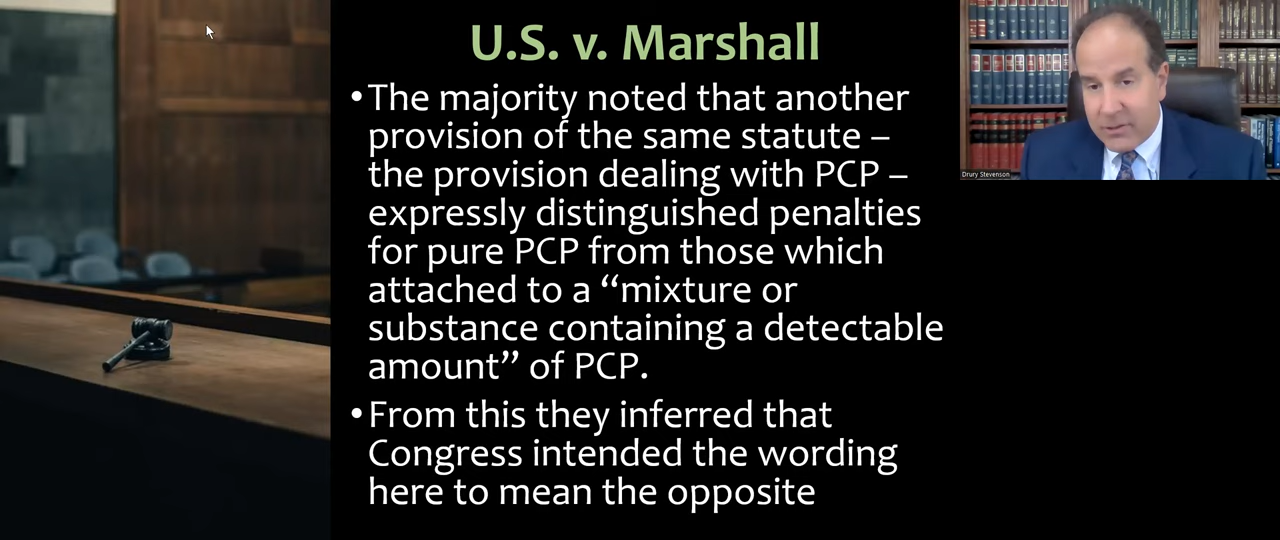 U.S. v. Marshall
•The majority noted that another
provision of the same statute –
the provision dealing with PCP –
expressly distinguished penalties
for pure PCP from those which
attached to a “mixture or
substance containing a detectable
amount” of PCP.
•From this they inferred that
Congress intended the wording
here to mean the opposite
Drury Stevenson